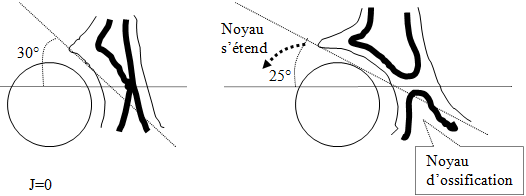 30°
J=0
Noyau
s'étend
25°
Noyau
d'ossification